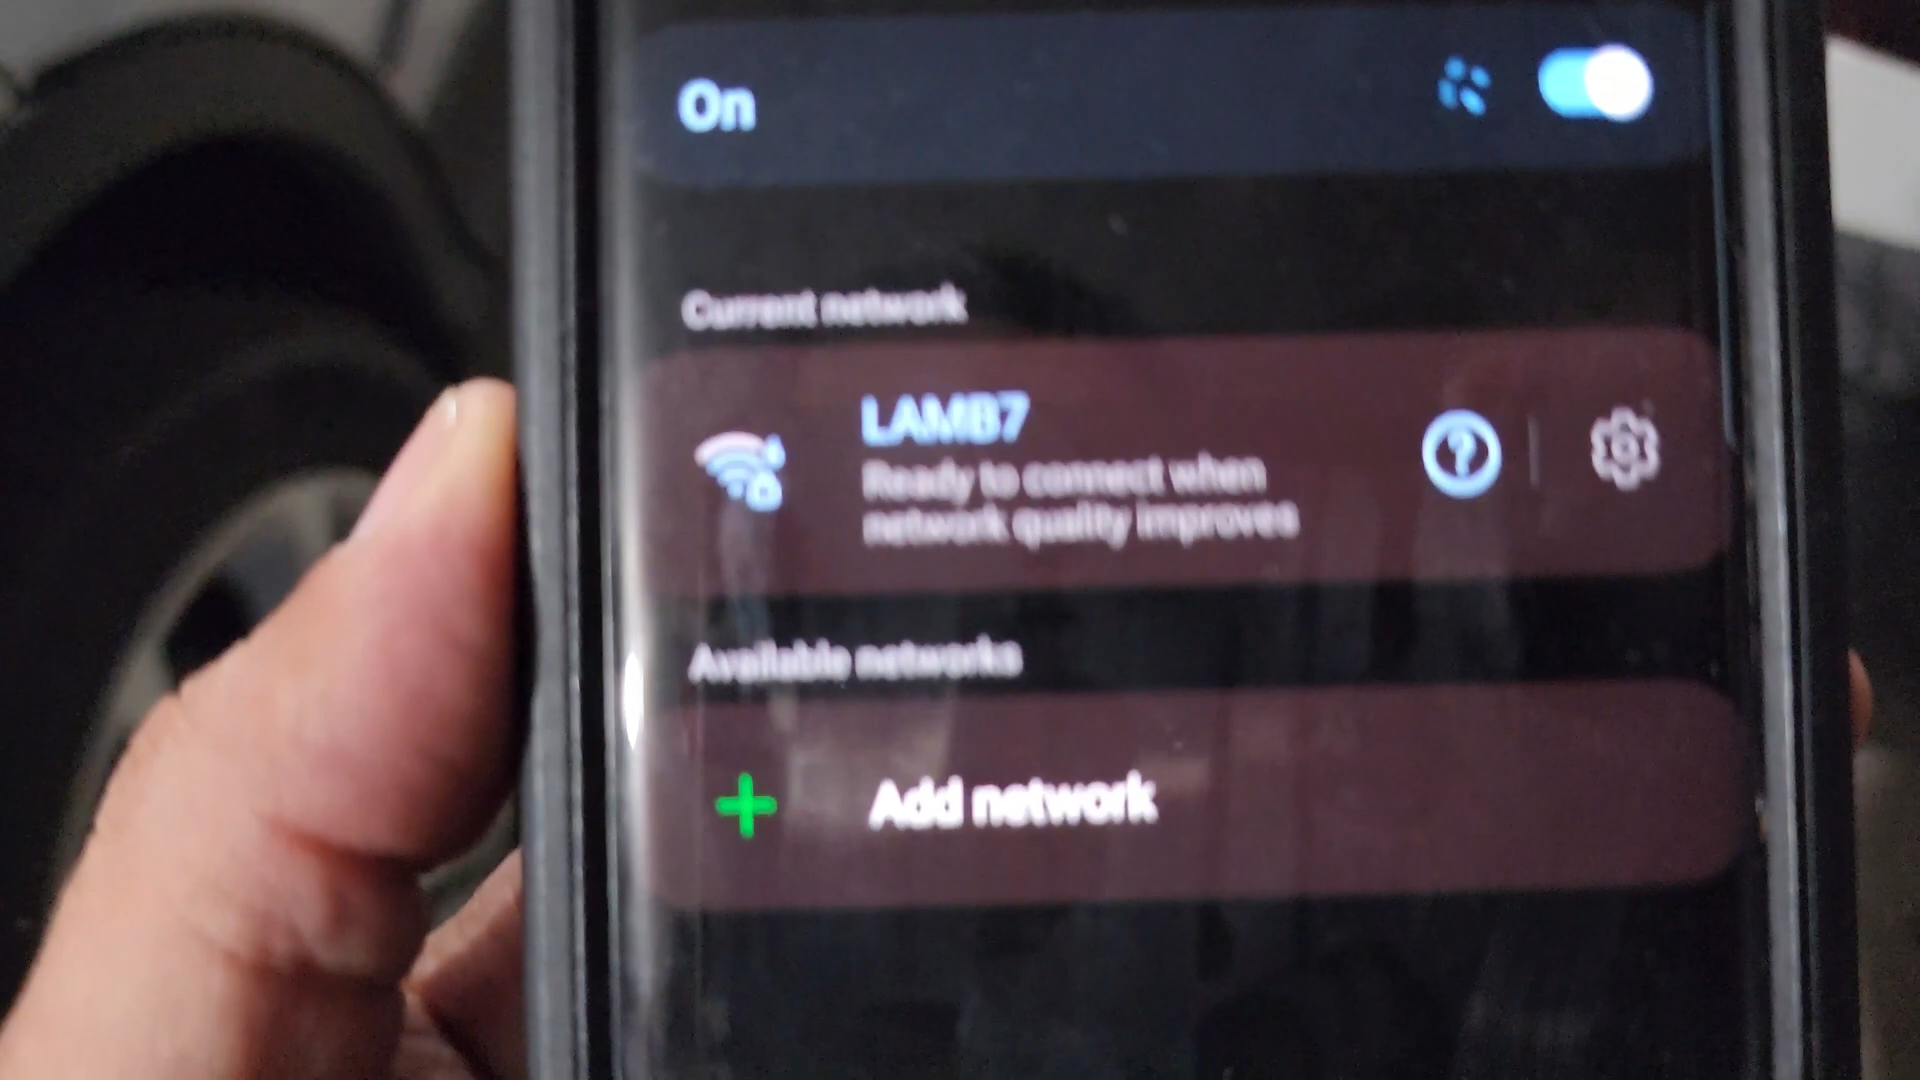 On
Current network
LAMB7
Ready to connect when
network quality improves
Available networks
Add network